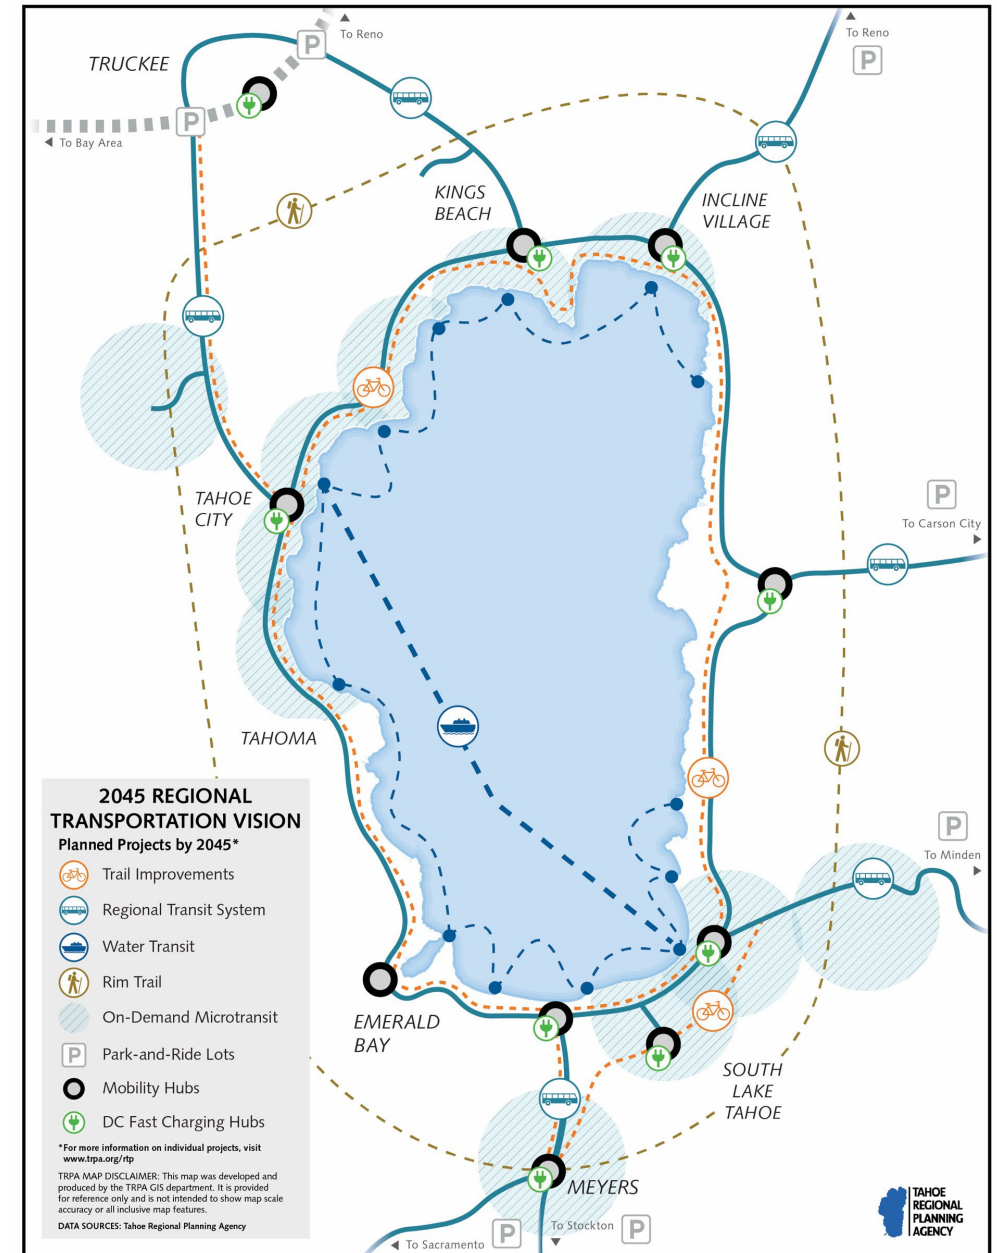 ▲
To Reno
▲
To Reno
P
P
TRUCKEE
P
◀ To Bay Area
KINGS
BEACH
INCLINE
VILLAGE
TAHOE
CITY
P
To Carson City
▶
TAHOMA
P
To Minden
▶
2045 REGIONAL
TRANSPORTATION VISION
Planned Projects by 2045*
Trail Improvements
Regional Transit System
Water Transit
Rim Trail
On-Demand Microtransit
P Park-and-Ride Lots
Mobility Hubs
DC Fast Charging Hubs
*For more information on individual projects, visit
www.trpa.org/rtp
TRPA MAP DISCLAIMER: This map was developed and
produced by the TRPA GIS department. It is provided
for reference only and is not intended to show map scale
accuracy or all inclusive map features.
DATA SOURCES: Tahoe Regional Planning Agency
EMERALD
BAY
SOUTH
LAKE
TAHOE
MEYERS
◀ To Sacramento
P
To Stockton
▼
P
TAHOE
REGIONAL
PLANNING
AGENCY